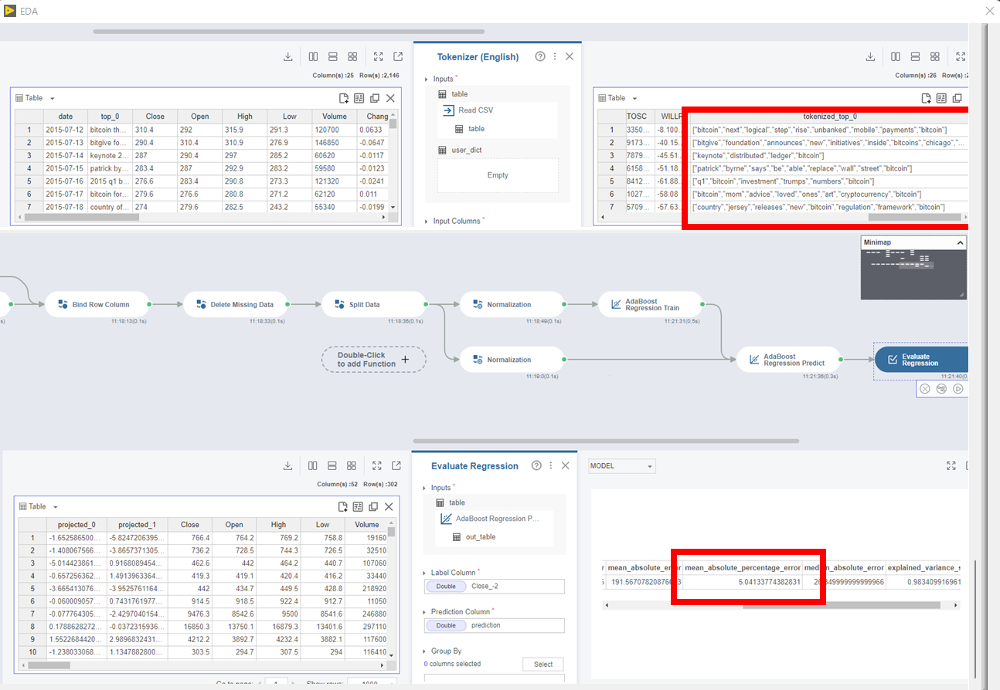 EDA
Column(s) :25 Row(s) :2,146
Table
date top_0 Close Open High Low Volume Chang
1 2015-07-12 bitcoin th... 310.4 292 315.9 291.3 120700 0.0633
2 2015-07-13 bitgive fo... 290.4 310.4 310.9 276.9 146850 -0.0647
3 2015-07-14 keynote 2... 287 290.4 297 285.2 60620 -0.0117
4 2015-07-15 patrick by... 283.4 287 292.9 283.2 59580 -0.0123
5 2015-07-16 2015 q1 b... 276.6 283.4 290.8 273.3 121320 -0.0241
6 2015-07-17 bitcoin for... 279.6 276.6 280.8 271.2 62120 0.011
7 2015-07-18 country of... 274 279.6 282.5 243.2 55340 -0.0199
Tokenizer (English)
Inputs *
table
Read CSV
table
user_dict
Empty
Input Columns *
Column(s) :26 Row(s) :2
Table
TOSC WILLR tokenized_top_0
1 3350... -8.100... ["bitcoin","next","logical","step","rise","unbanked","mobile","payments","bitcoin"]
2 9173... -40.15... ["bitgive","foundation","announces","new","initiatives","inside","bitcoins","chicago","...
3 7879... -45.51... ["keynote","distributed","ledger","bitcoin"]
4 6158... -51.18... ["patrick","byrne","says","be","able","replace","wall","street","bitcoin"]
5 8412... -61.88... ["q1","bitcoin","investment","trumps","numbers","bitcoin"]
6 1027... -58.08 ["bitcoin","mom","advice","loved","ones","art","cryptocurrency","bitcoin"]
7 5709... -57.63... ["country","jersey","releases","new","bitcoin","regulation","framework","bitcoin"]
Minimap
s)
Bind Row Column
11:18:13(0.1s)
Delete Missing Data
11:18:33(0.1s)
Split Data
11:18:36(0.1s)
Normalization
11:18:49(0.1s)
AdaBoost
Regression Train
11:21:31(0.5s)
Double-Click
to add Function +
Normalization
11:19:0(0.1s)
AdaBoost
Regression Predict
11:21:36(0.3s)
Evaluate
Regression
11:21:40(0.
Column(s) :52 Row(s) :302
Table
projected_0 projected_1 Close Open High Low Volume
1 -1.652586500... -5.8247206395... 766.4 764.2 769.2 758.8 19160
2 -1.408067566... -3.8657371305... 736.2 728.5 744.3 726.5 32510
3 -5.014423861... 0.9168089454... 462.6 442 464.2 440.7 107060
4 -0.657256362... 1.4913963364... 419.3 419.1 420.4 416.2 33440
5 -3.665413076... -3.9525761164... 442 434.7 449.5 428.8 218920
6 -0.060009057... 0.7431761977... 914.5 918.5 922.4 912.7 11050
7 -0.077764305... -2.4297040154... 9476.3 8542.6 9500 8541.6 246880
8 0.1788628272... -0.0372315936... 16850.3 13750.1 16879.3 13401.6 297110
9 1.5522684420... 2.9896832431... 4212.2 3892.7 4232.4 3882.1 117600
10 -1.238033068... 1.1347882800... 303.5 294.7 307.5 294 116410
Go to page: 1 Show rows: 1000
Evaluate Regression
Inputs *
table
AdaBoost Regression P...
out_table
Label Column *
Double Close_-2
Prediction Column *
Double prediction
Group By
0 columns selected Select
MODEL
r mean_absolute_error mean_absolute_percentage_error median_absolute_error explained_variance_s
5.04133774382831 0.983409916961